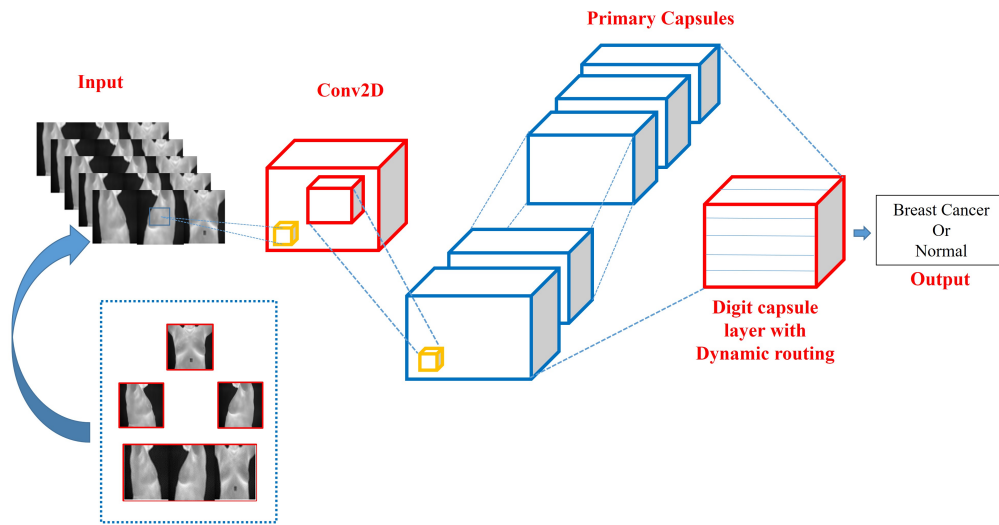 Primary Capsules
Input
Conv2D
Breast Cancer
Or
Normal
Output
Digit capsule
layer with
Dynamic routing